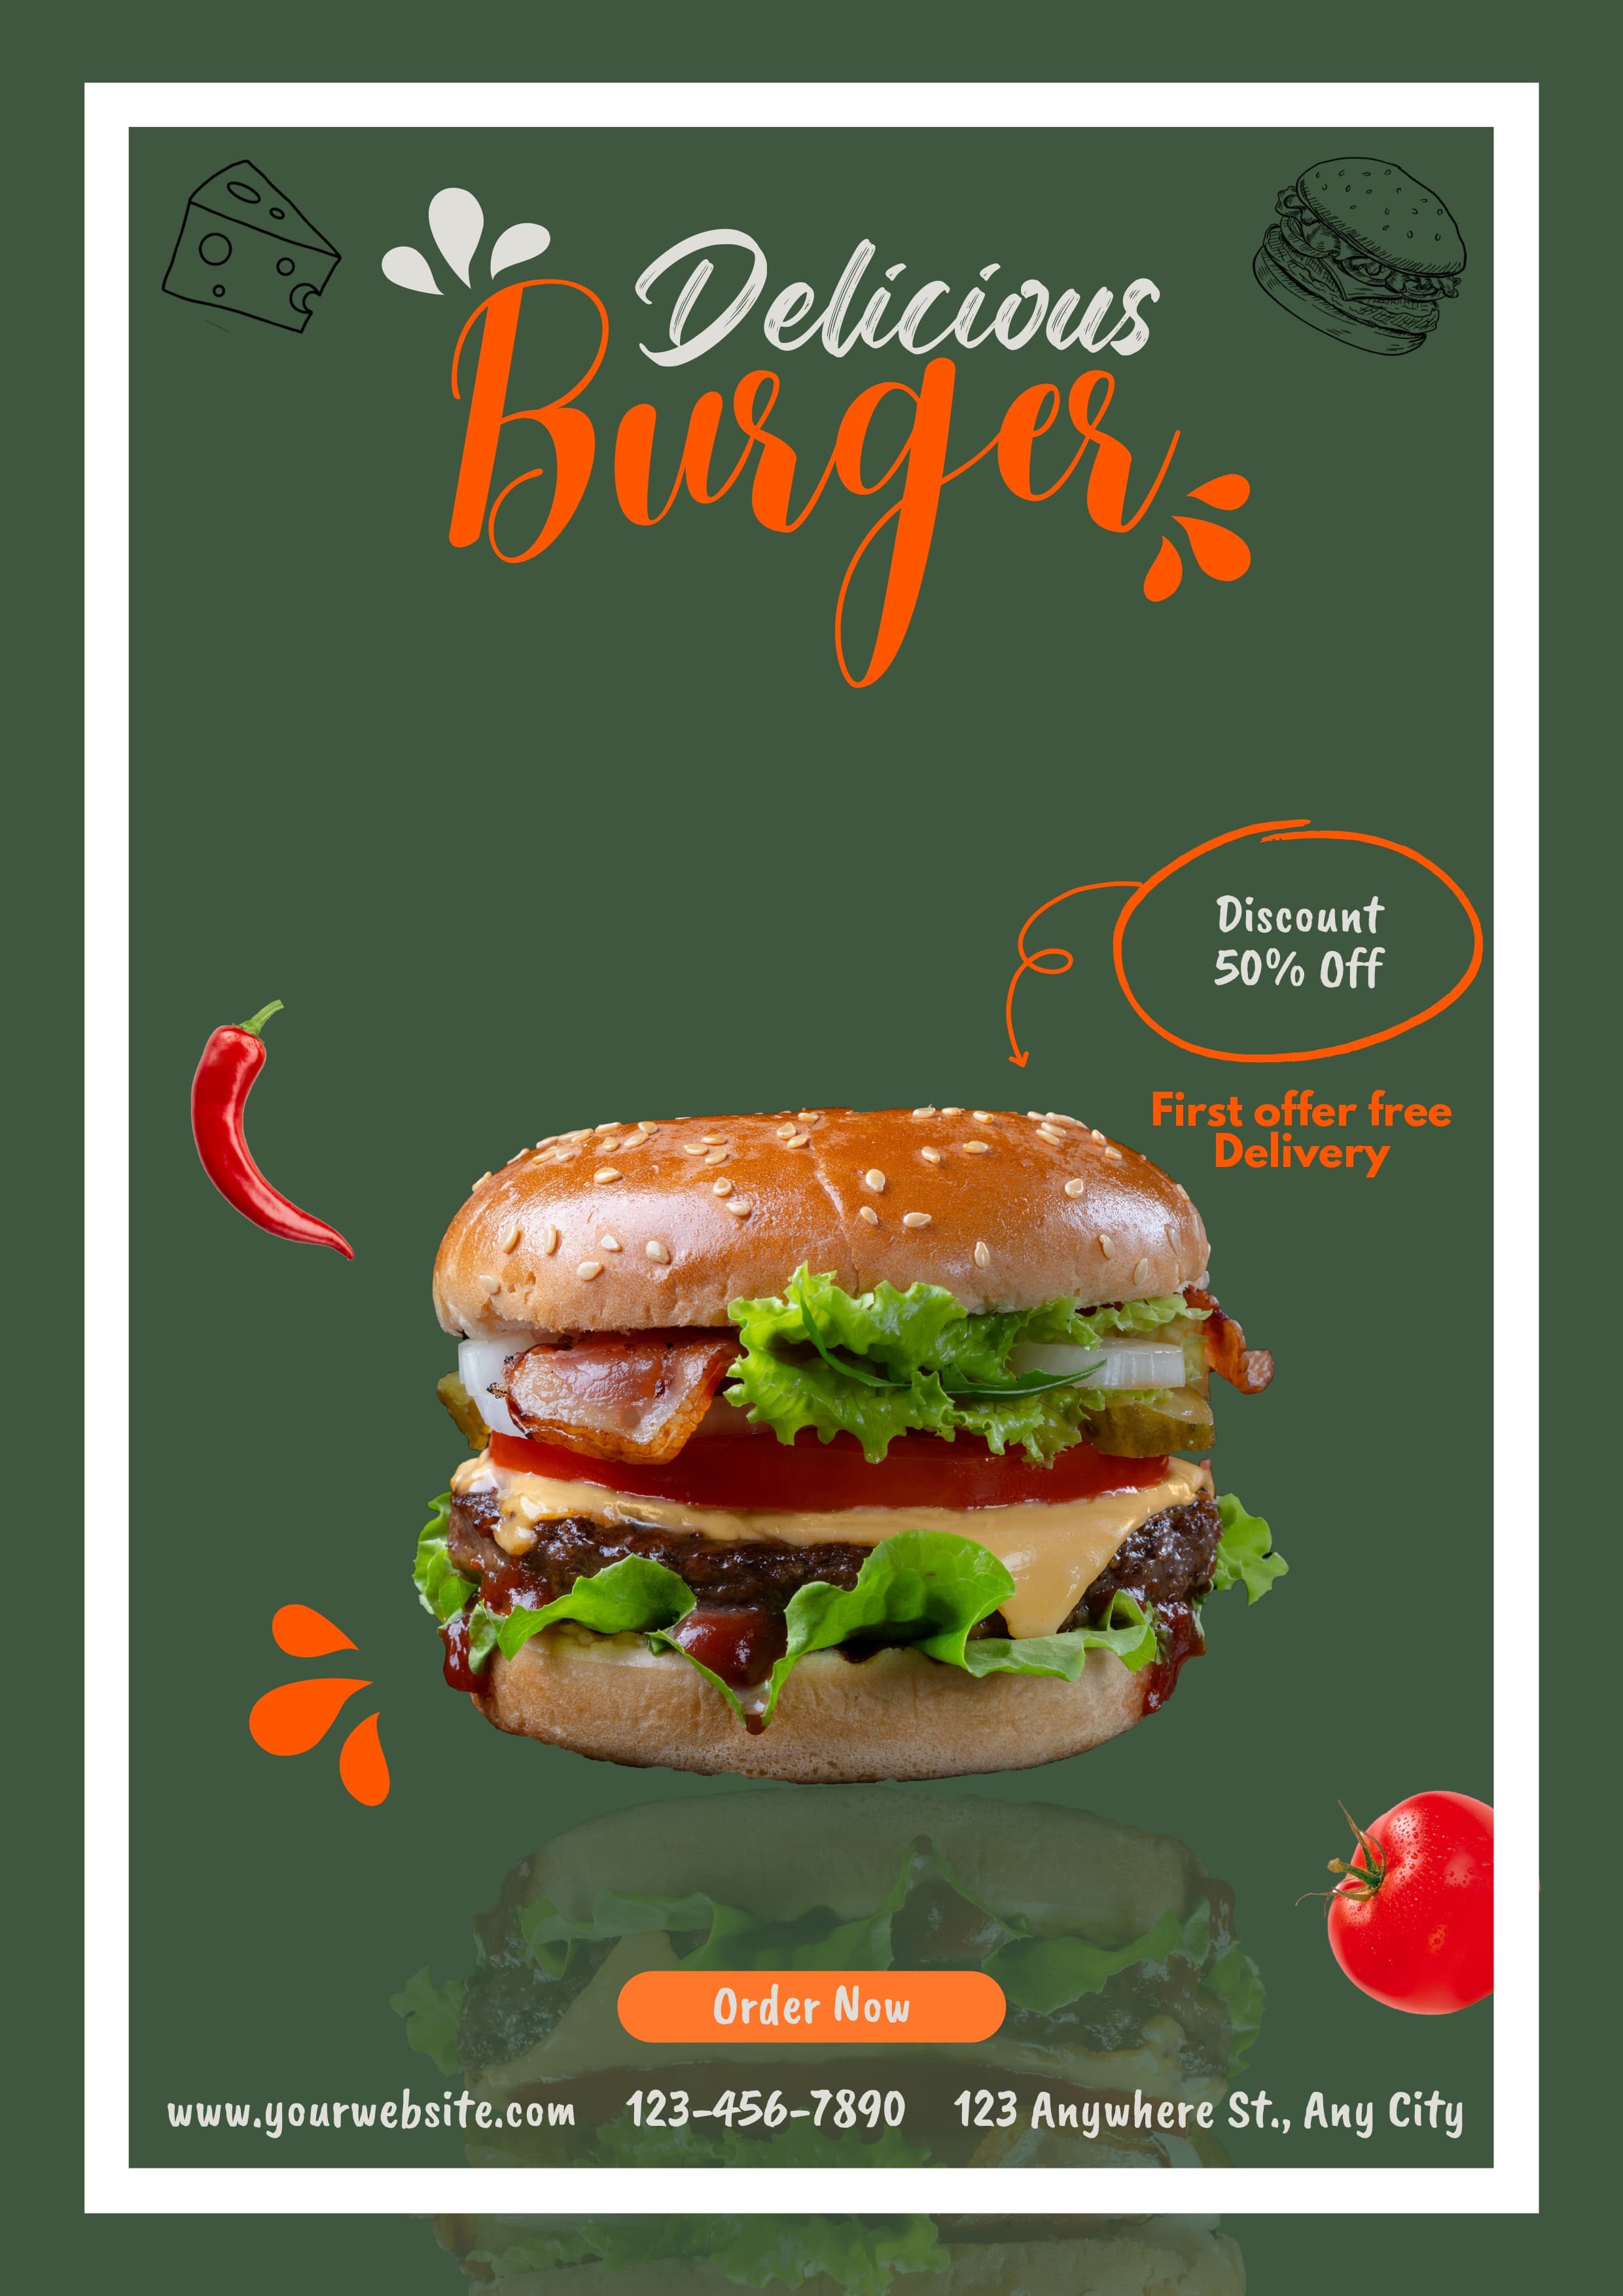 Delicious
Burger
Discount
50% Off
First offer free
Delivery
Order Now
www.yourwebsite.com 123-456-7890 123 Anywhere St., Any City